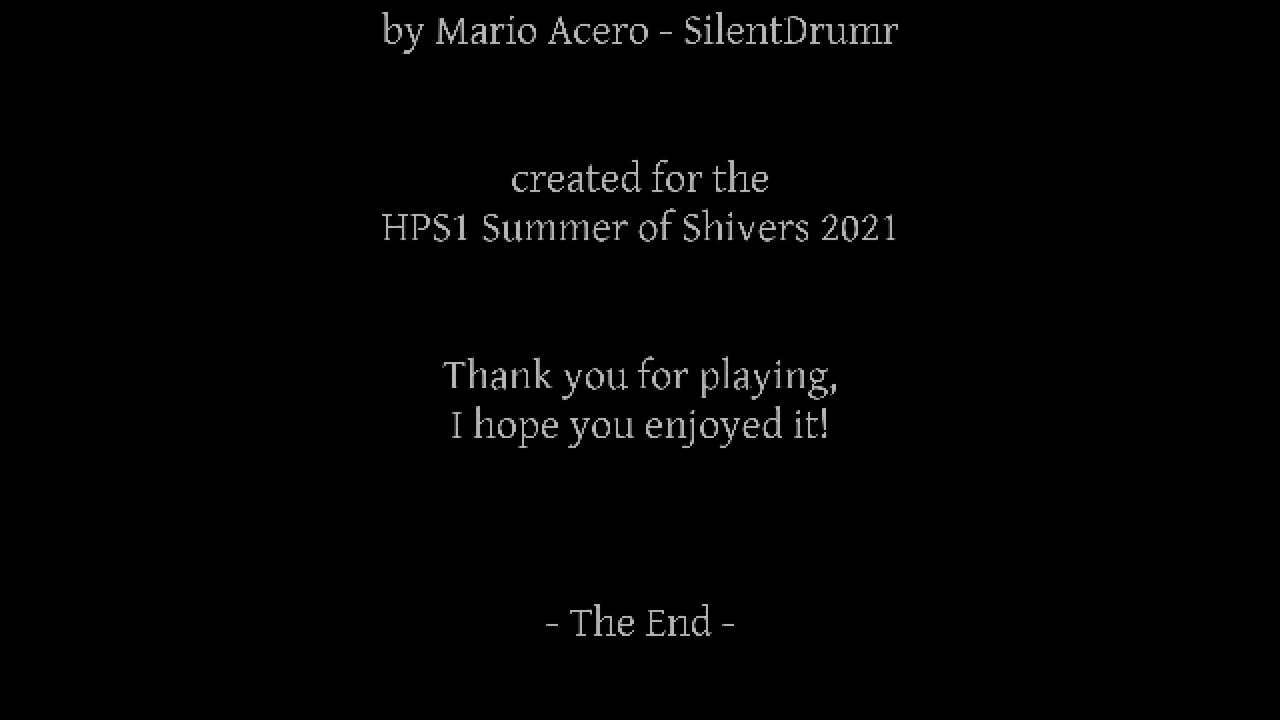 by Mario Acero - SilentDrumr
created for the
HPS1 Summer of Shivers 2021
Thank you for playing,
I hope you enjoyed it!
- The End -